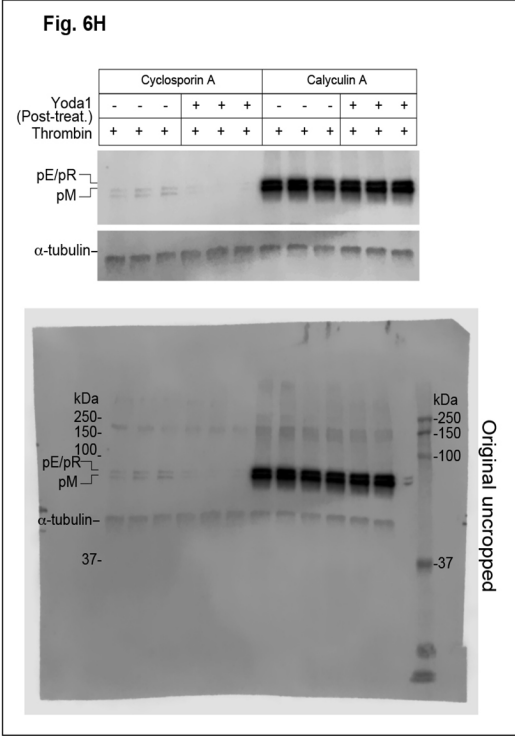 Fig. 6H
Cyclosporin A Calyculin A
Yoda1 - - - + + + - - - + + +
(Post-treat.)
Thrombin + + + + + + + + + + + +
pE/pR
pM
α-tubulin-
kDa kDa
250- -250
150- -150
100_ -100
pE/pR
pM
α-tubulin-
37- -37
Original uncropped